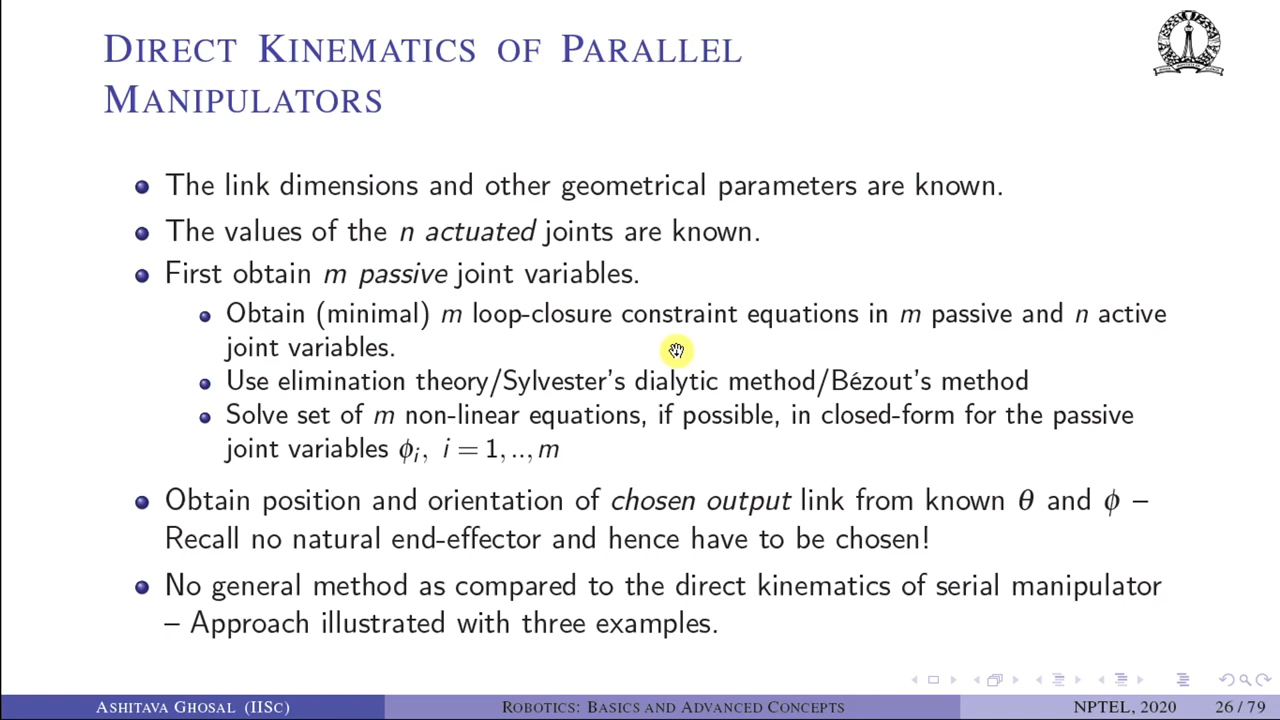 DIRECT KINEMATICS OF PARALLEL
MANIPULATORS
The link dimensions and other geometrical parameters are known.
The values of the n actuated joints are known.
First obtain m passive joint variables.
Obtain (minimal) m loop-closure constraint equations in m passive and n active
joint variables.
Use elimination theory/Sylvester's dialytic method/Bézout's method
Solve set of m non-linear equations, if possible, in closed-form for the passive
joint variables ϕi, i = 1,..,m
Obtain position and orientation of chosen output link from known θ and ϕ –
Recall no natural end-effector and hence have to be chosen!
No general method as compared to the direct kinematics of serial manipulator
– Approach illustrated with three examples.
ASHITAVA GHOSAL (IISC) ROBOTICS: BASICS AND ADVANCED CONCEPTS NPTEL, 2020 26 / 79